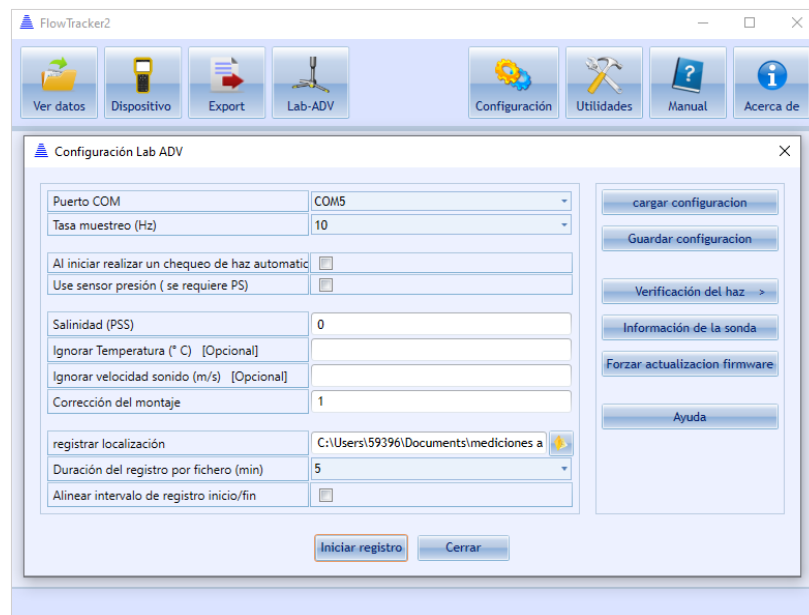 FlowTracker2
Ver datos
Dispositivo
Export
Lab-ADV
Configuración
Utilidades
Manual
Acerca de
Configuración Lab ADV
Puerto COM
COM5
Tasa muestreo (Hz)
10
Al iniciar realizar un chequeo de haz automatic
Use sensor presión ( se requiere PS)
Salinidad (PSS)
0
Ignorar Temperatura (° C) [Opcional]
Ignorar velocidad sonido (m/s) [Opcional]
Corrección del montaje
1
registrar localización
C:\Users\59396\Documents\mediciones a
Duración del registro por fichero (min)
5
Alinear intervalo de registro inicio/fin
cargar configuracion
Guardar configuracion
Verificación del haz >
Información de la sonda
Forzar actualizacion firmware
Ayuda
Iniciar registro
Cerrar